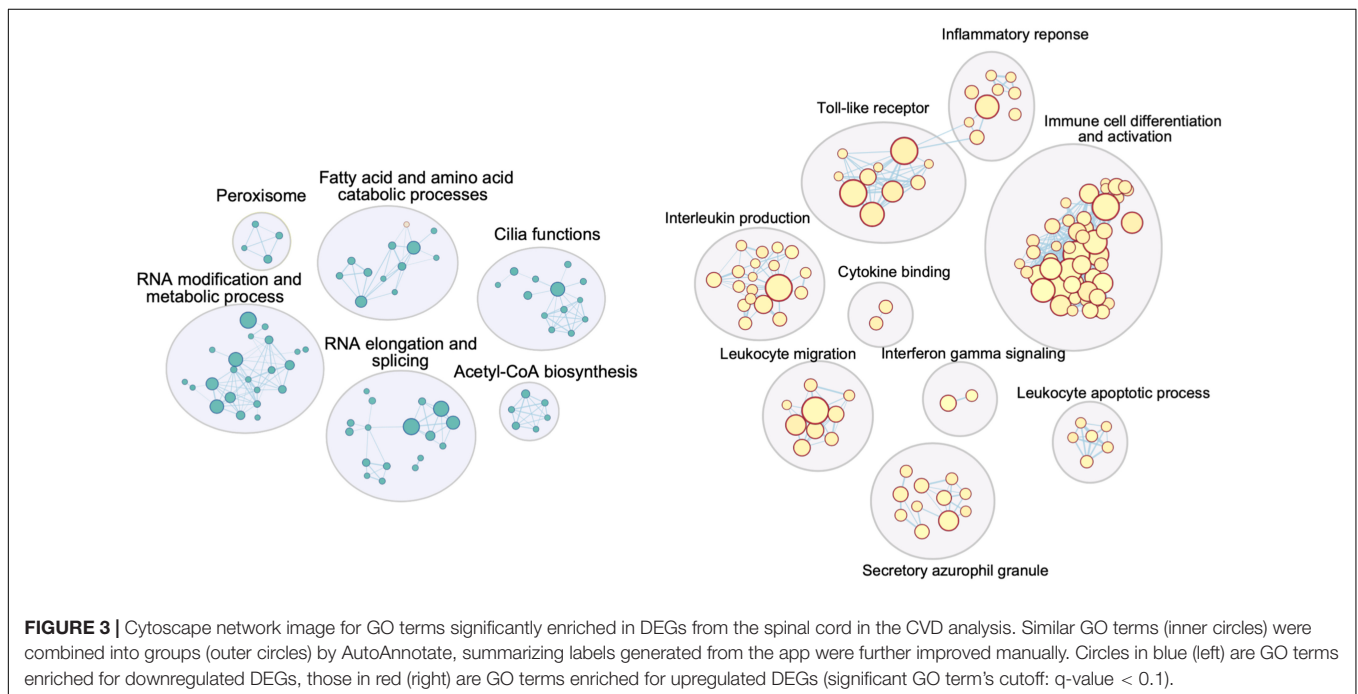 Inflammatory reponse
Toll-like receptor
Immune cell differentiation
and activation
Peroxisome
Fatty acid and amino acid
catabolic processes
Cilia functions
Interleukin production
Cytokine binding
RNA modification and
metabolic process
RNA elongation and
splicing
Acetyl-CoA biosynthesis
Leukocyte migration
Interferon gamma signaling
Leukocyte apoptotic process
Secretory azurophil granule
FIGURE 3 | Cytoscape network image for GO terms significantly enriched in DEGs from the spinal cord in the CVD analysis. Similar GO terms (inner circles) were
combined into groups (outer circles) by AutoAnnotate, summarizing labels generated from the app were further improved manually. Circles in blue (left) are GO terms
enriched for downregulated DEGs, those in red (right) are GO terms enriched for upregulated DEGs (significant GO term's cutoff: q-value < 0.1).